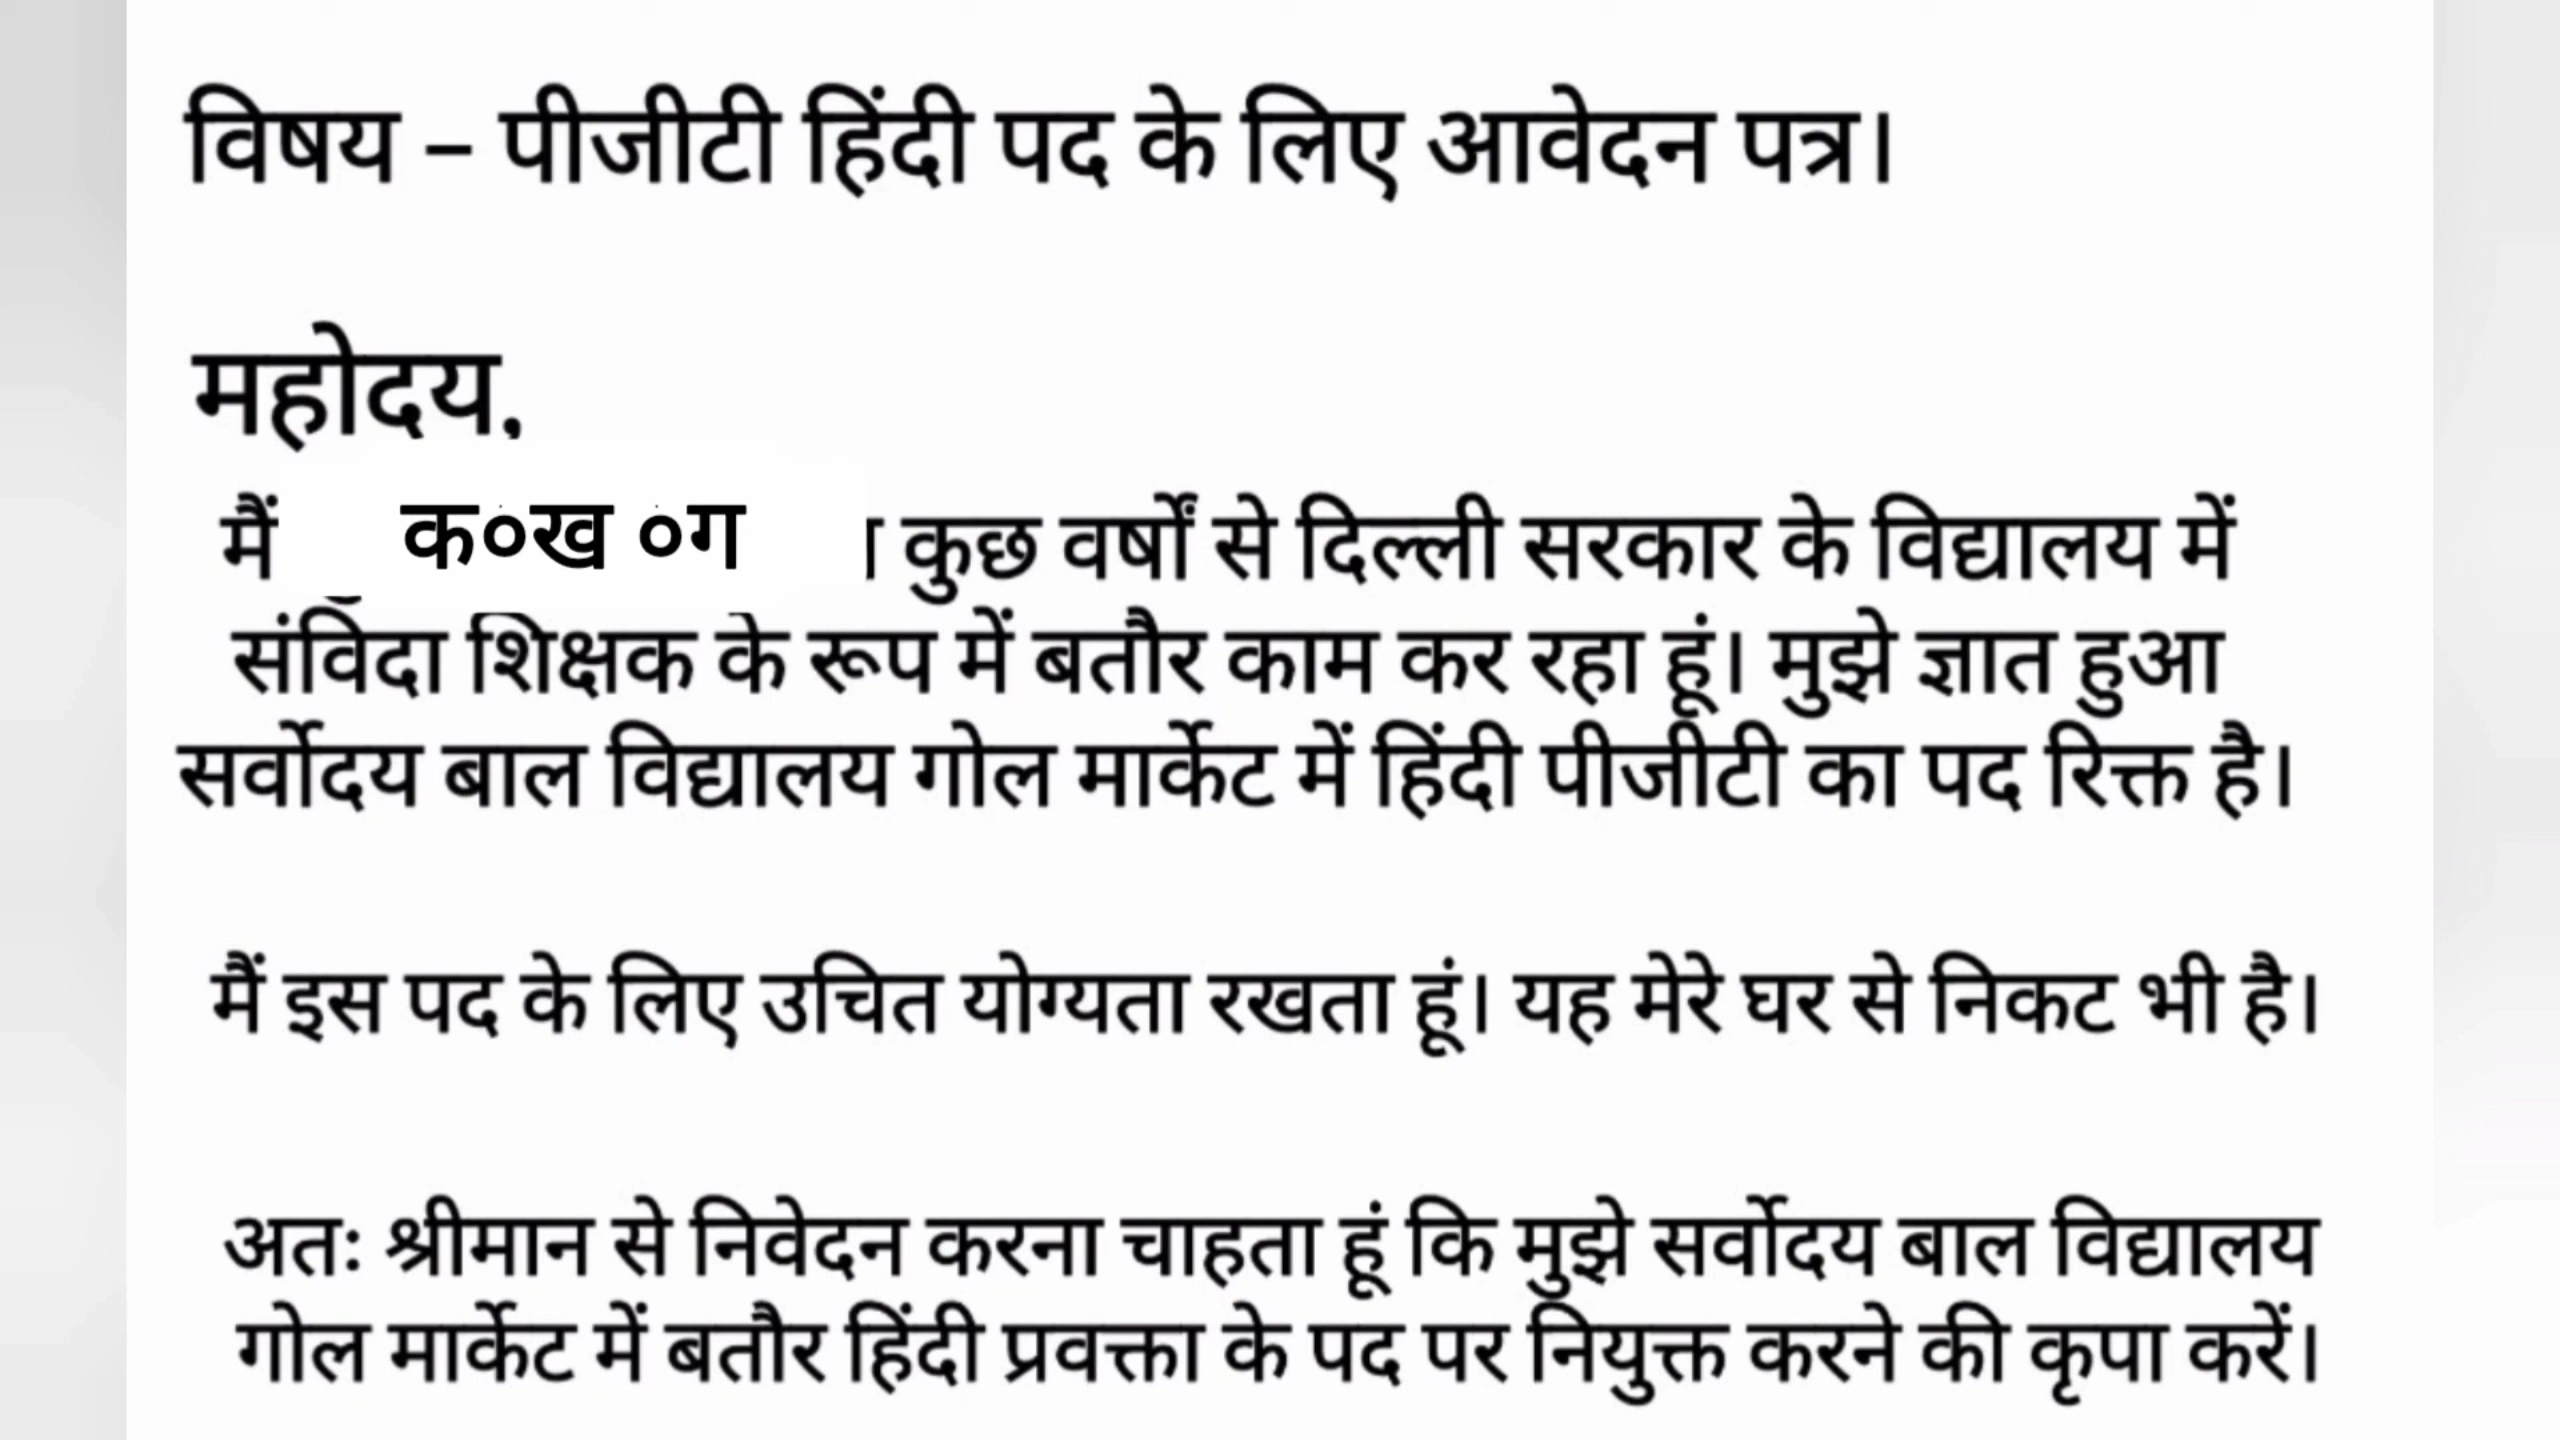 विषय – पीजीटी हिंदी पद के लिए आवेदन पत्र।
महोदय,
मैं क०ख ०ग कुछ वर्षों से दिल्ली सरकार के विद्यालय में
संविदा शिक्षक के रूप में बतौर काम कर रहा हूं। मुझे ज्ञात हुआ
सर्वोदय बाल विद्यालय गोल मार्केट में हिंदी पीजीटी का पद रिक्त है।
मैं इस पद के लिए उचित योग्यता रखता हूं। यह मेरे घर से निकट भी है।
अतः श्रीमान से निवेदन करना चाहता हूं कि मुझे सर्वोदय बाल विद्यालय
गोल मार्केट में बतौर हिंदी प्रवक्ता के पद पर नियुक्त करने की कृपा करें।